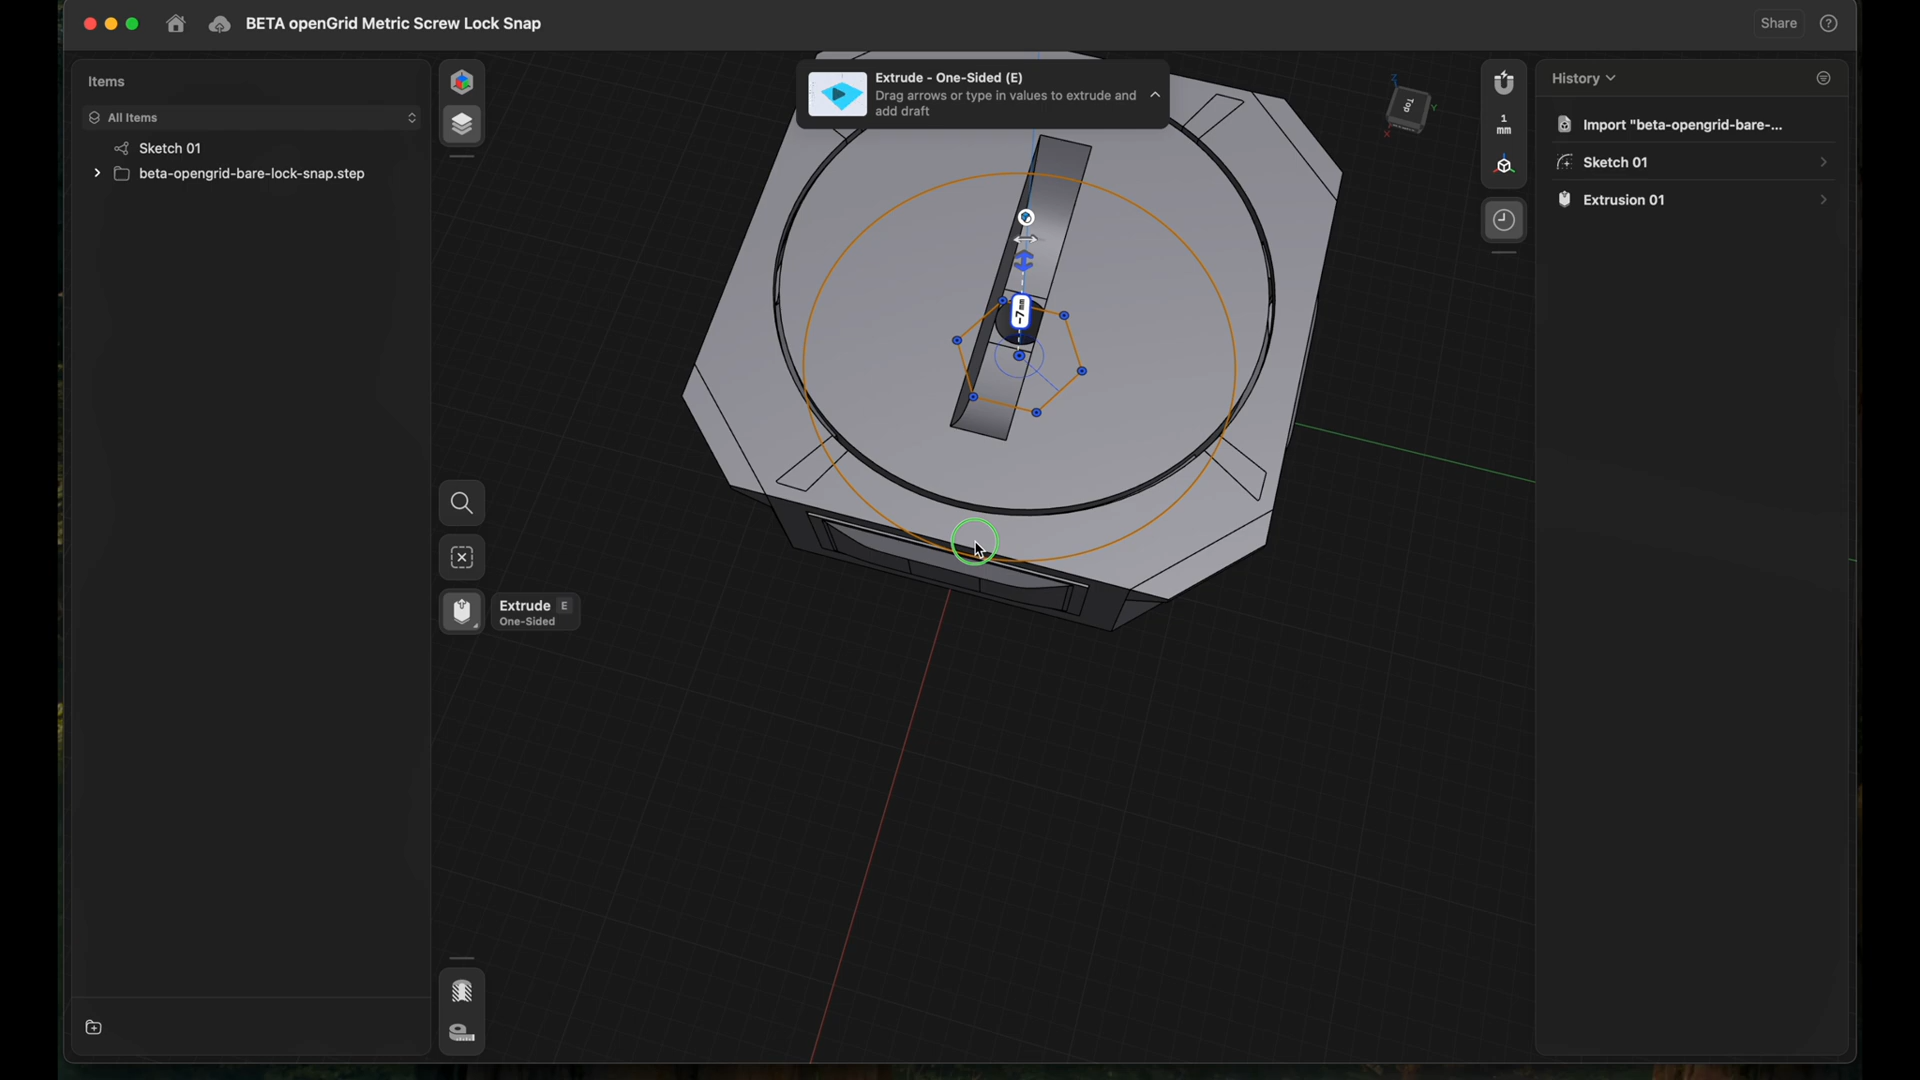 BETA openGrid Metric Screw Lock Snap
Share
Items
All Items
Sketch 01
beta-opengrid-bare-lock-snap.step
Extrude - One-Sided (E)
Drag arrows or type in values to extrude and
add draft
-7mm
Extrude E
One-Sided
1
mm
Z
Top
Y
X
History
Import "beta-opengrid-bare-...
Sketch 01
Extrusion 01